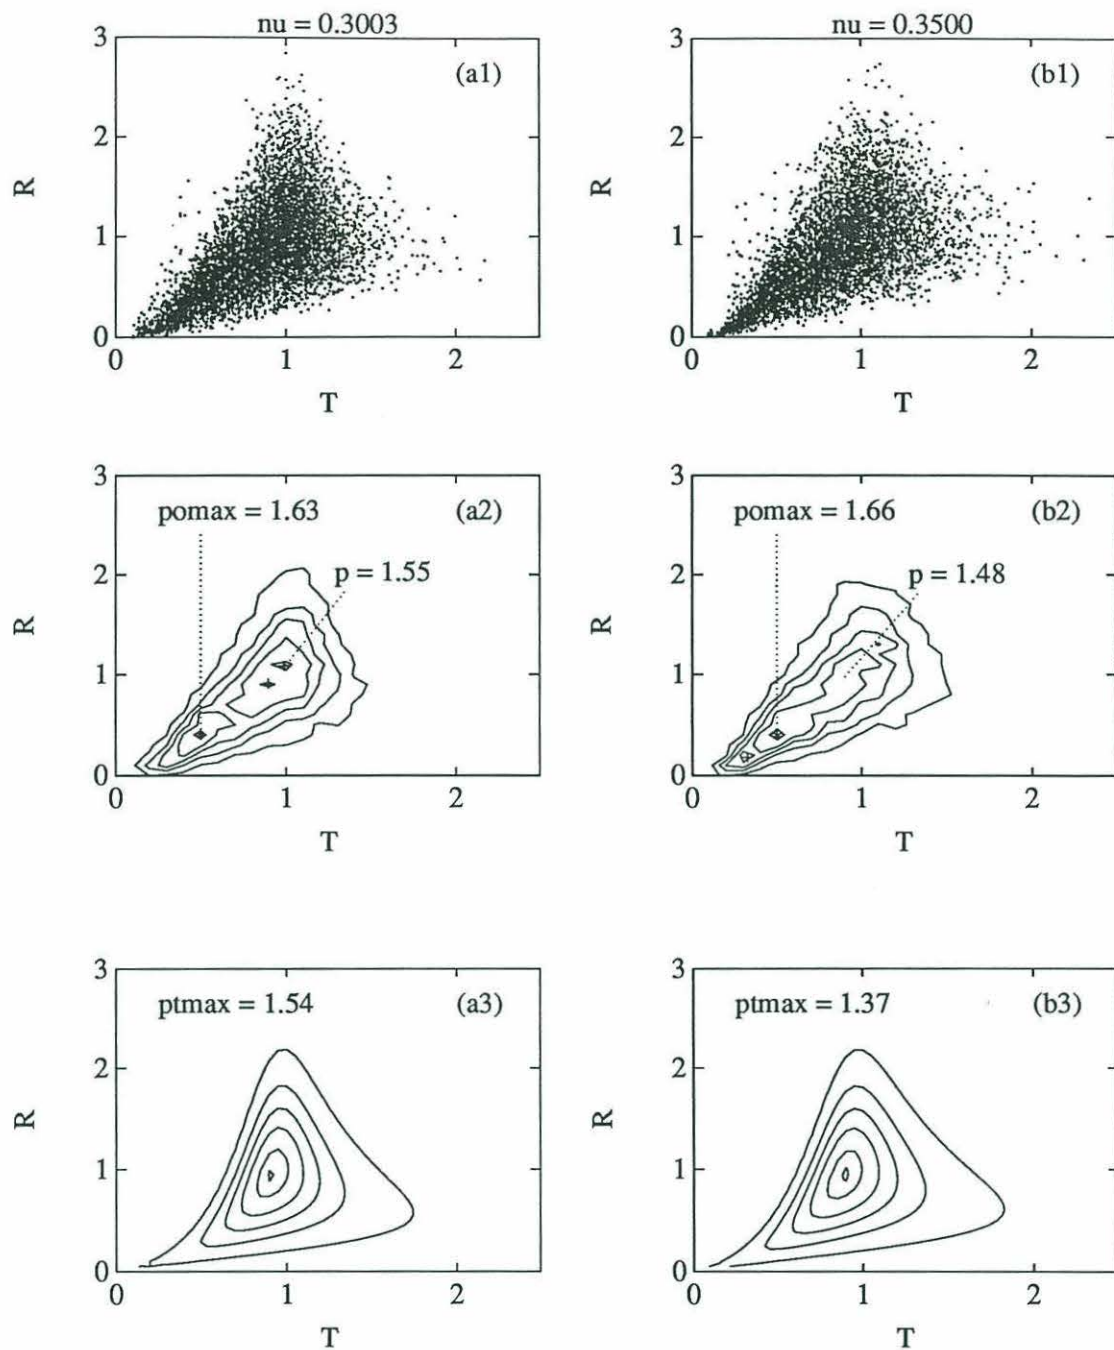 nu = 0.3003
3
(a1)
2
R
1
0
0
1
2
T
nu = 0.3500
3
(b1)
2
R
1
0
0
1
2
T
3
pomax = 1.63
(a2)
2
p = 1.55
R
1
0
0
1
2
T
3
pomax = 1.66
(b2)
2
p = 1.48
R
1
0
0
1
2
T
3
ptmax = 1.54
(a3)
2
R
1
0
0
1
2
T
3
ptmax = 1.37
(b3)
2
R
1
0
0
1
2
T